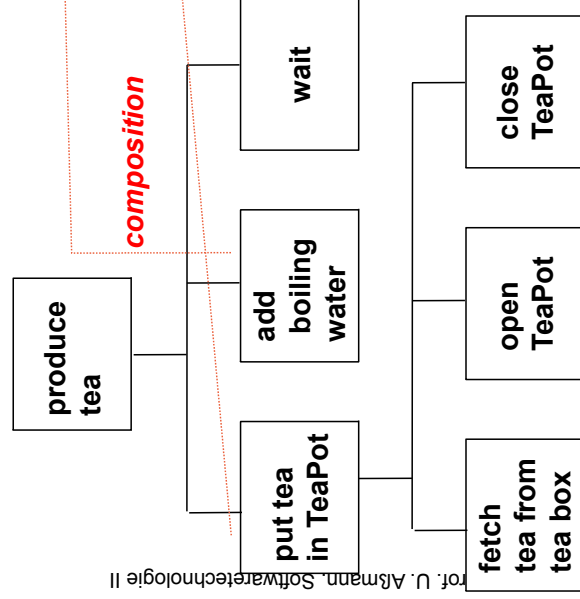 produce
tea
composition
put tea
in TeaPot
add
boiling
water
wait
fetch
tea from
tea box
open
TeaPot
close
TeaPot
rof. U. Aßmann. Softwaretechnologie II